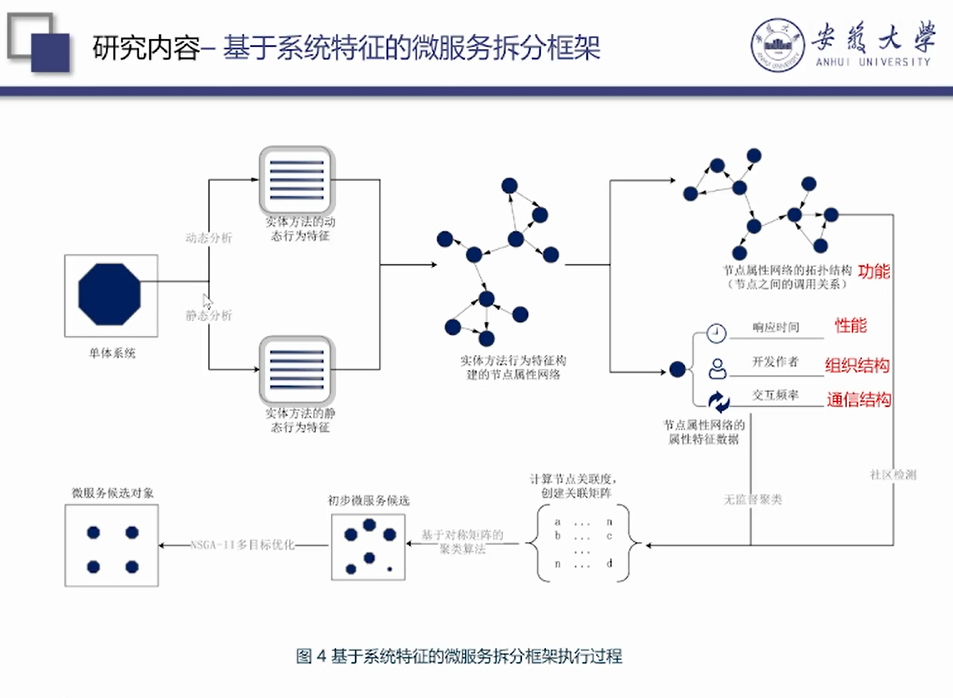 研究内容– 基于系统特征的微服务拆分框架
安徽大学
ANHUI UNIVERSITY
动态分析
静态分析
单体系统
实体方法的动
态行为特征
实体方法的静
态行为特征
实体方法行为特征构
建的节点属性网络
节点属性网络的拓扑结构
(节点之间的调用关系)
功能
响应时间
性能
开发作者
组织结构
交互频率
通信结构
节点属性网络的
属性特征数据
社区检测
无监督聚类
计算节点关联度,
创建关联矩阵
a ... n
b ... c
...
n ... d
基于对称矩阵的
聚类算法
初步微服务候选
NSGA-II多目标优化
微服务候选对象
图 4 基于系统特征的微服务拆分框架执行过程